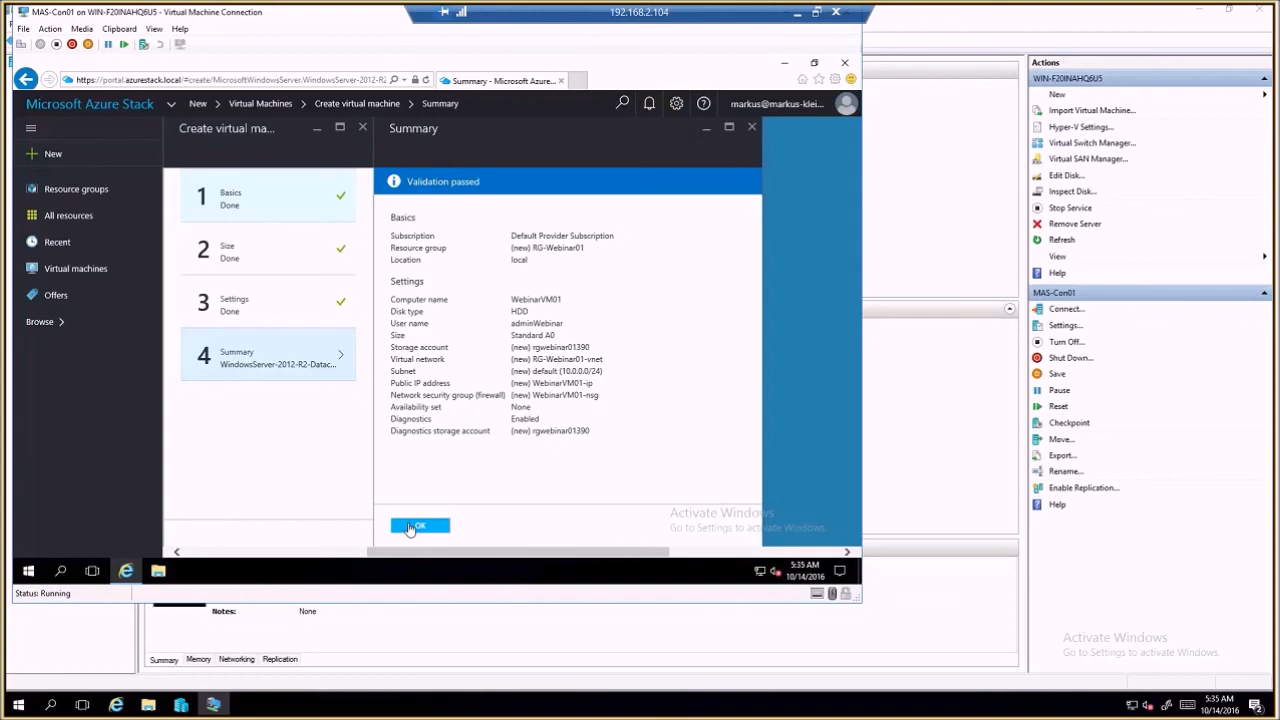 MAS-Con01 on WIN-F20INAHQ6U5 - Virtual Machine Connection
192.168.2.104
File Action Media Clipboard View Help
https://portal.azurestack.local/#create/MicrosoftWindowsServer.WindowsServer-2012-R2
Summary - Microsoft Azure...
Microsoft Azure Stack
New > Virtual Machines > Create virtual machine > Summary
markus@markus-klei...
New
Resource groups
All resources
Recent
Virtual machines
Offers
Browse >
Create virtual ma...
1
Basics
Done
2
Size
Done
3
Settings
Done
4
Summary
WindowsServer-2012-R2-Datac...
Summary
Validation passed
Basics
Subscription Default Provider Subscription
Resource group (new) RG-Webinar01
Location local
Settings
Computer name WebinarVM01
Disk type HDD
User name adminWebinar
Size Standard A0
Storage account (new) rgwebinar01390
Virtual network (new) RG-Webinar01-vnet
Subnet (new) default (10.0.0.0/24)
Public IP address (new) WebinarVM01-ip
Network security group (firewall) (new) WebinarVM01-nsg
Availability set None
Diagnostics Enabled
Diagnostics storage account (new) rgwebinar01390
OK
Activate Windows
Go to Settings to activate Windows.
5:35 AM
10/14/2016
Status: Running
Notes: None
Summary Memory Networking Replication
Actions
WIN-F20INAHQ6U5
New
Import Virtual Machine...
Hyper-V Settings...
Virtual Switch Manager...
Virtual SAN Manager...
Edit Disk...
Inspect Disk...
Stop Service
Remove Server
Refresh
View
Help
MAS-Con01
Connect...
Settings...
Turn Off...
Shut Down...
Save
Pause
Reset
Checkpoint
Move...
Export...
Rename...
Enable Replication...
Help
Activate Windows
Go to Settings to activate Windows.
5:35 AM
10/14/2016
2